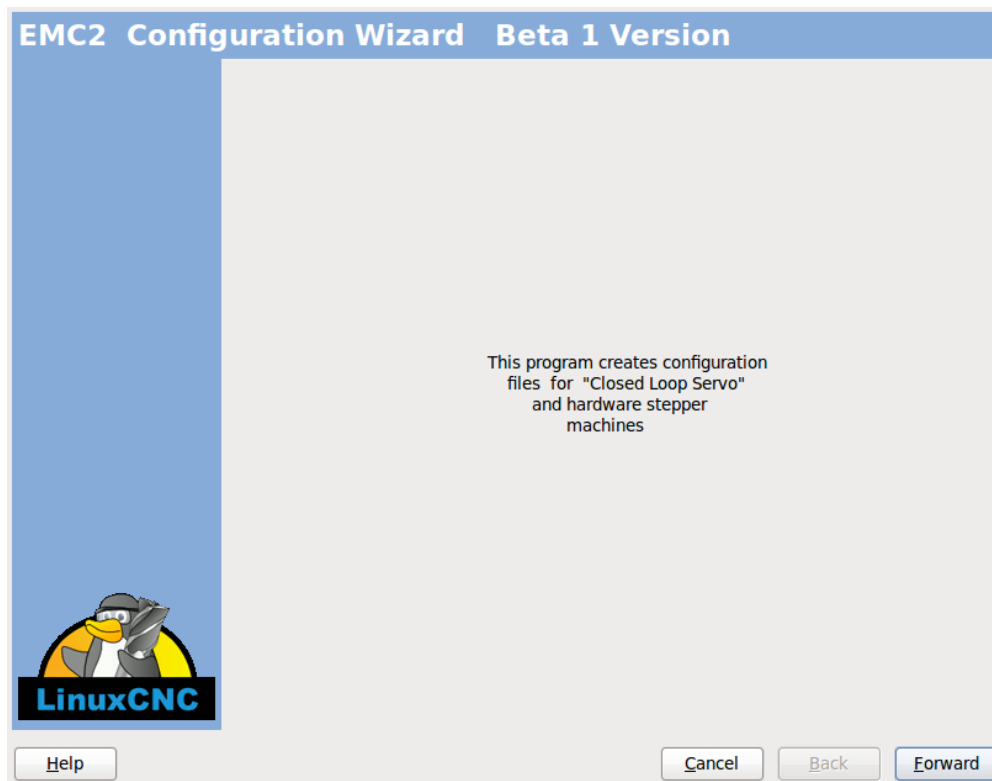 EMC2 Configuration Wizard Beta 1 Version
This program creates configuration
files for "Closed Loop Servo"
and hardware stepper
machines
LinuxCNC
Help
Cancel
Back
Forward